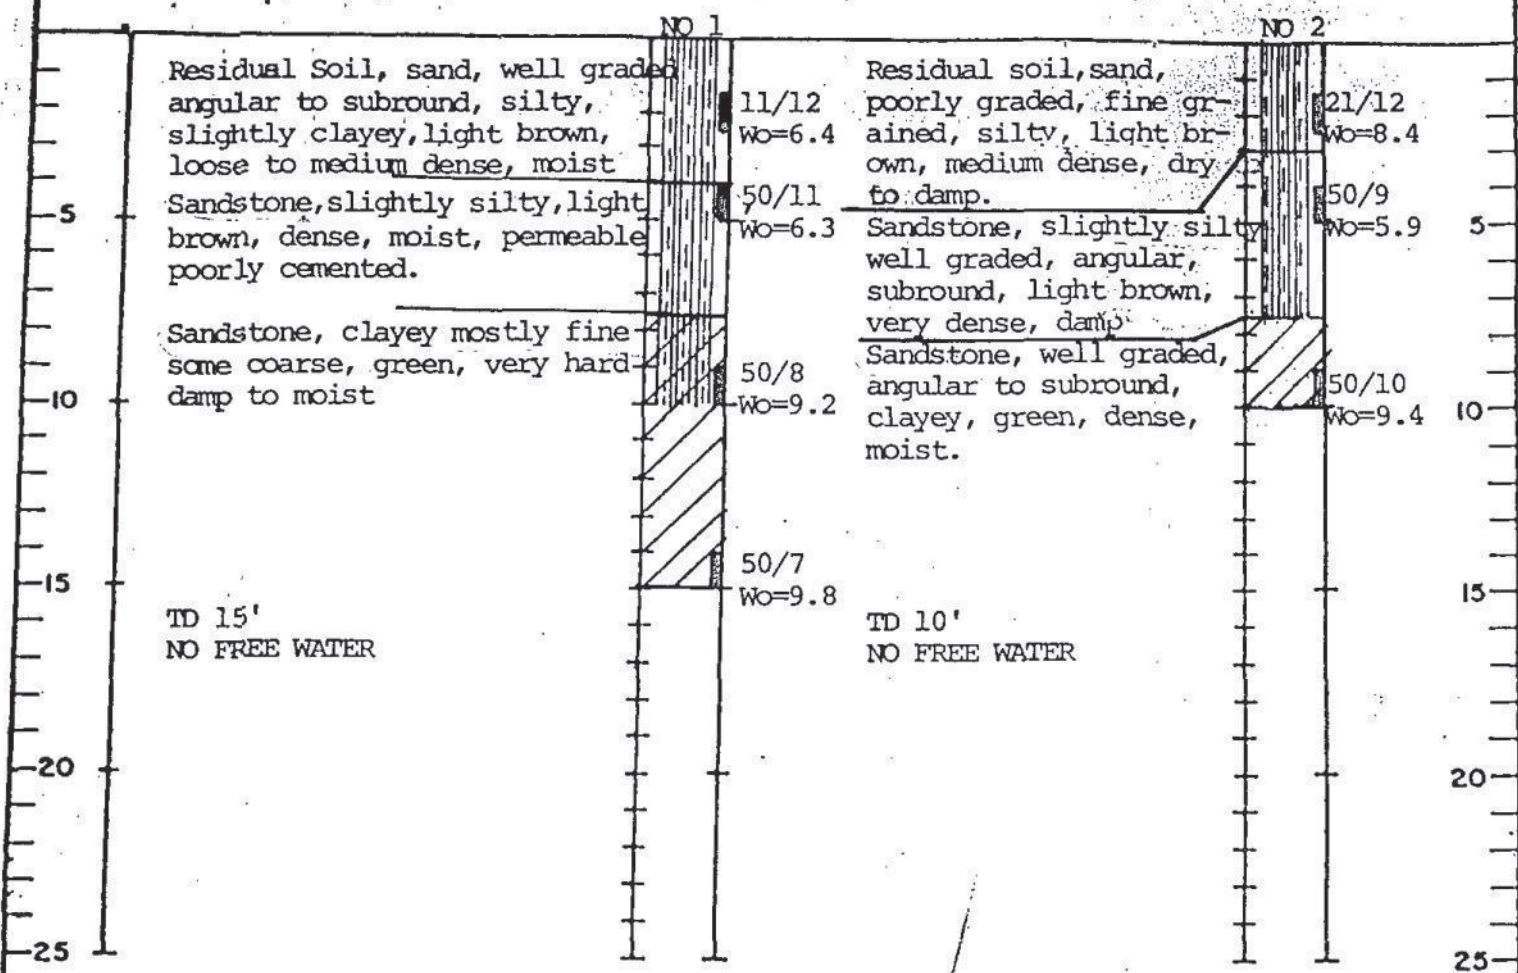 NO 1
Residual Soil, sand, well graded
angular to subround, silty,
slightly clayey, light brown,
loose to medium dense, moist
Sandstone, slightly silty, light
brown, dense, moist, permeable
poorly cemented.
Sandstone, clayey mostly fine
some coarse, green, very hard
damp to moist
TD 15'
NO FREE WATER
11/12
Wo=6.4
50/11
Wo=6.3
50/8
Wo=9.2
50/7
Wo=9.8
NO 2
Residual soil, sand,
poorly graded, fine gr-
ained, silty, light br-
own, medium dense, dry
to damp.
Sandstone, slightly silty
well graded, angular,
subround, light brown,
very dense, damp
Sandstone, well graded,
angular to subround,
clayey, green, dense,
moist.
TD 10'
NO FREE WATER
21/12
Wo=8.4
50/9
Wo=5.9
50/10
Wo=9.4
5
10
15
20
25
5
10
15
20
25